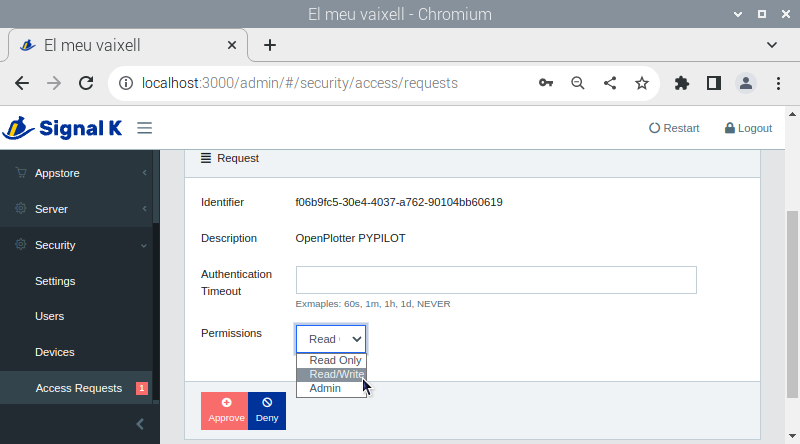 El meu vaixell - Chromium
El meu vaixell
localhost:3000/admin/#/security/access/requests
Signal K
Restart
Logout
Appstore
Server
Security
Settings
Users
Devices
Access Requests 1
Request
Identifier f06b9fc5-30e4-4037-a762-90104bb60619
Description OpenPlotter PYPILOT
Authentication
Timeout
Exmaples: 60s, 1m, 1h, 1d, NEVER
Permissions
Read
Read Only
Read/Write
Admin
Approve
Deny